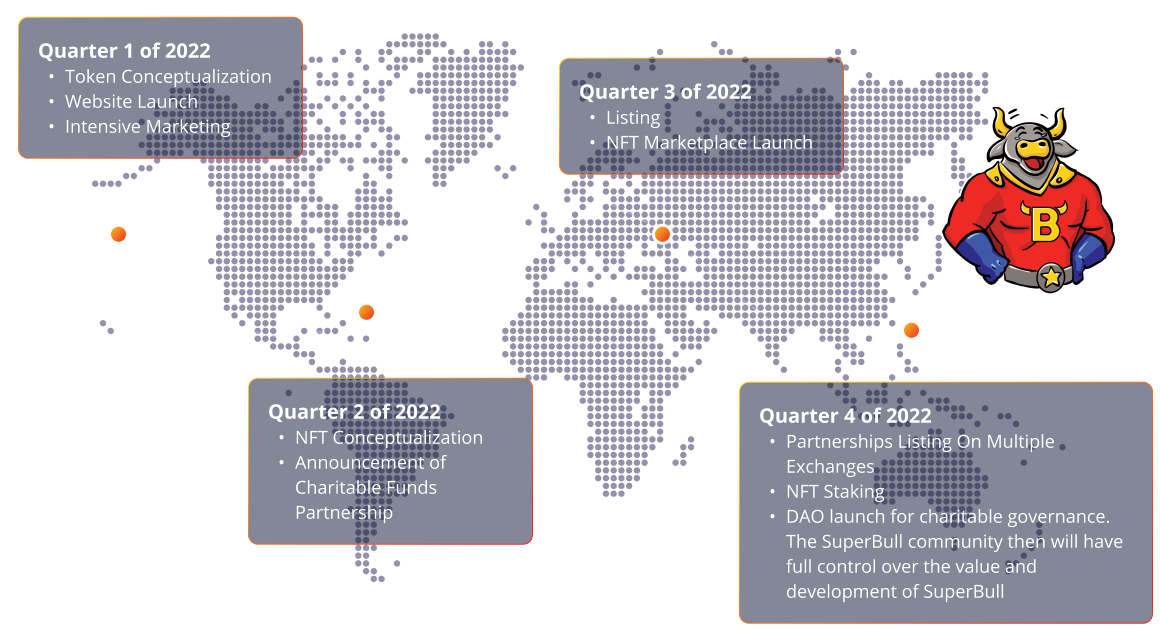 Quarter 1 of 2022
• Token Conceptualization
• Website Launch
• Intensive Marketing
Quarter 3 of 2022
• Listing
• NFT Marketplace Launch
B
Quarter 2 of 2022
• NFT Conceptualization
• Announcement of
Charitable Funds
Partnership
Quarter 4 of 2022
• Partnerships Listing On Multiple
Exchanges
• NFT Staking
• DAO launch for charitable governance.
The SuperBull community then will have
full control over the value and
development of SuperBull